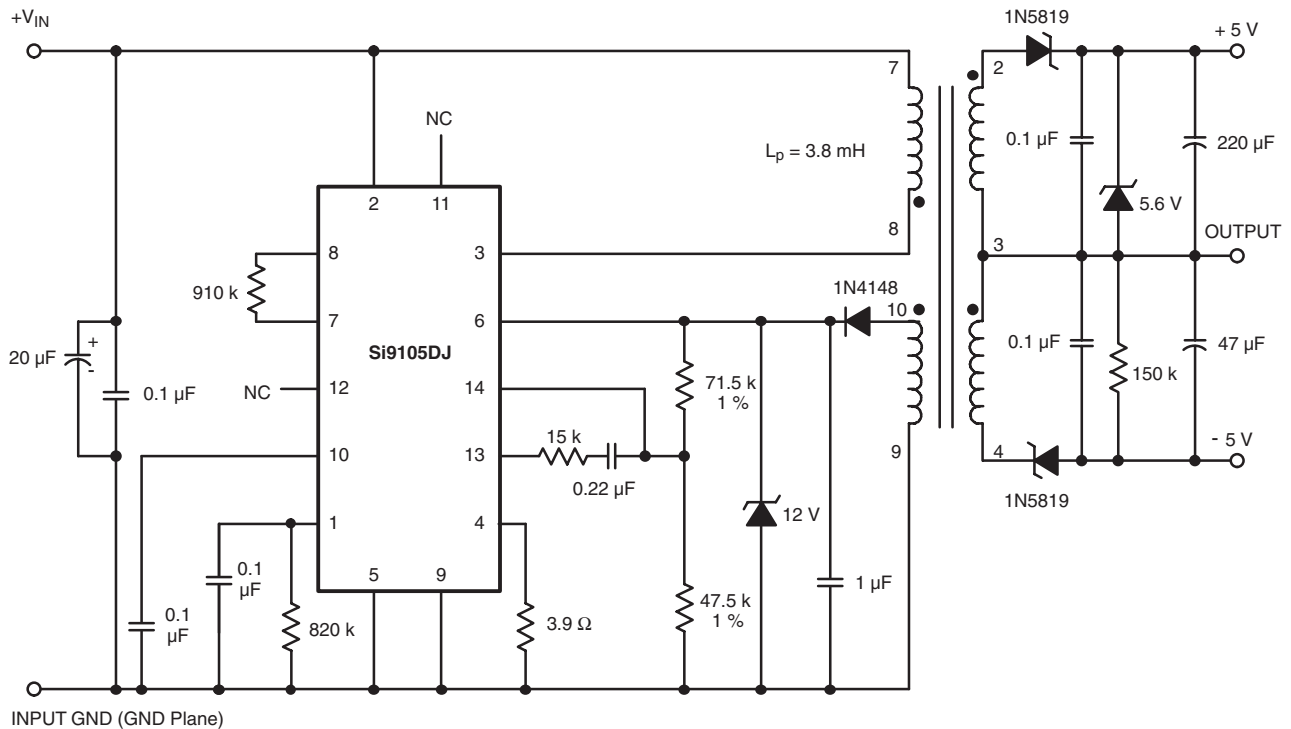 +V_IN
1N5819
+ 5 V
7
2
NC
L_p = 3.8 mH
0.1 µF
220 µF
5.6 V
2
11
8
3
8
3
OUTPUT
910 k
1N4148
7
6
10
Si9105DJ
20 µF
+
-
0.1 µF
NC
12
14
71.5 k
1 %
0.1 µF
150 k
47 µF
15 k
10
13
9
4
- 5 V
0.22 µF
1N5819
12 V
1
4
0.1
µF
5
9
1 µF
0.1
µF
820 k
3.9 Ω
47.5 k
1 %
INPUT GND (GND Plane)